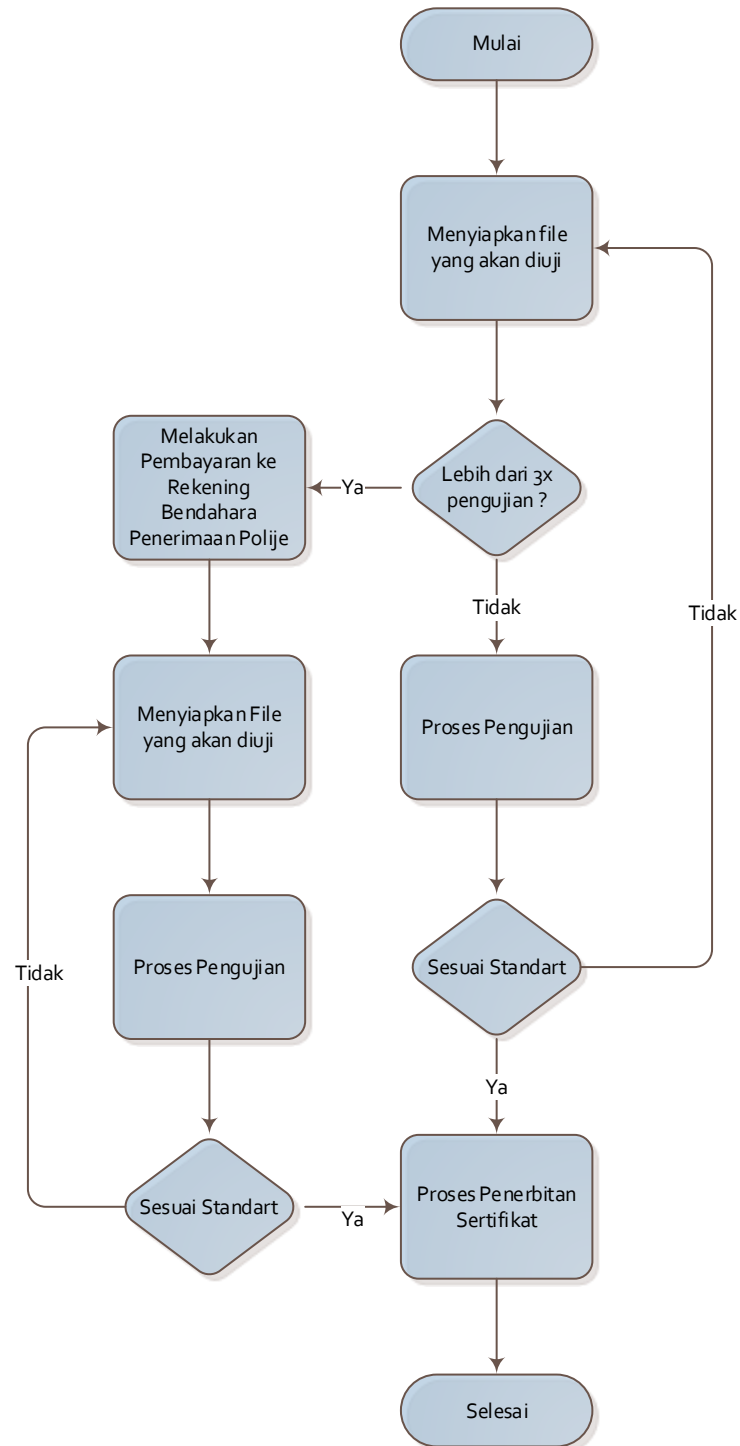 Mulai
Menyiapkan file
yang akan diuji
Lebih dari 3x
pengujian ?
Ya
Melakukan
Pembayaran ke
Rekening
Bendahara
Penerimaan Polije
Tidak
Tidak
Menyiapkan File
yang akan diuji
Proses Pengujian
Proses Pengujian
Sesuai Standart
Tidak
Ya
Sesuai Standart
Ya
Proses Penerbitan
Sertifikat
Selesai